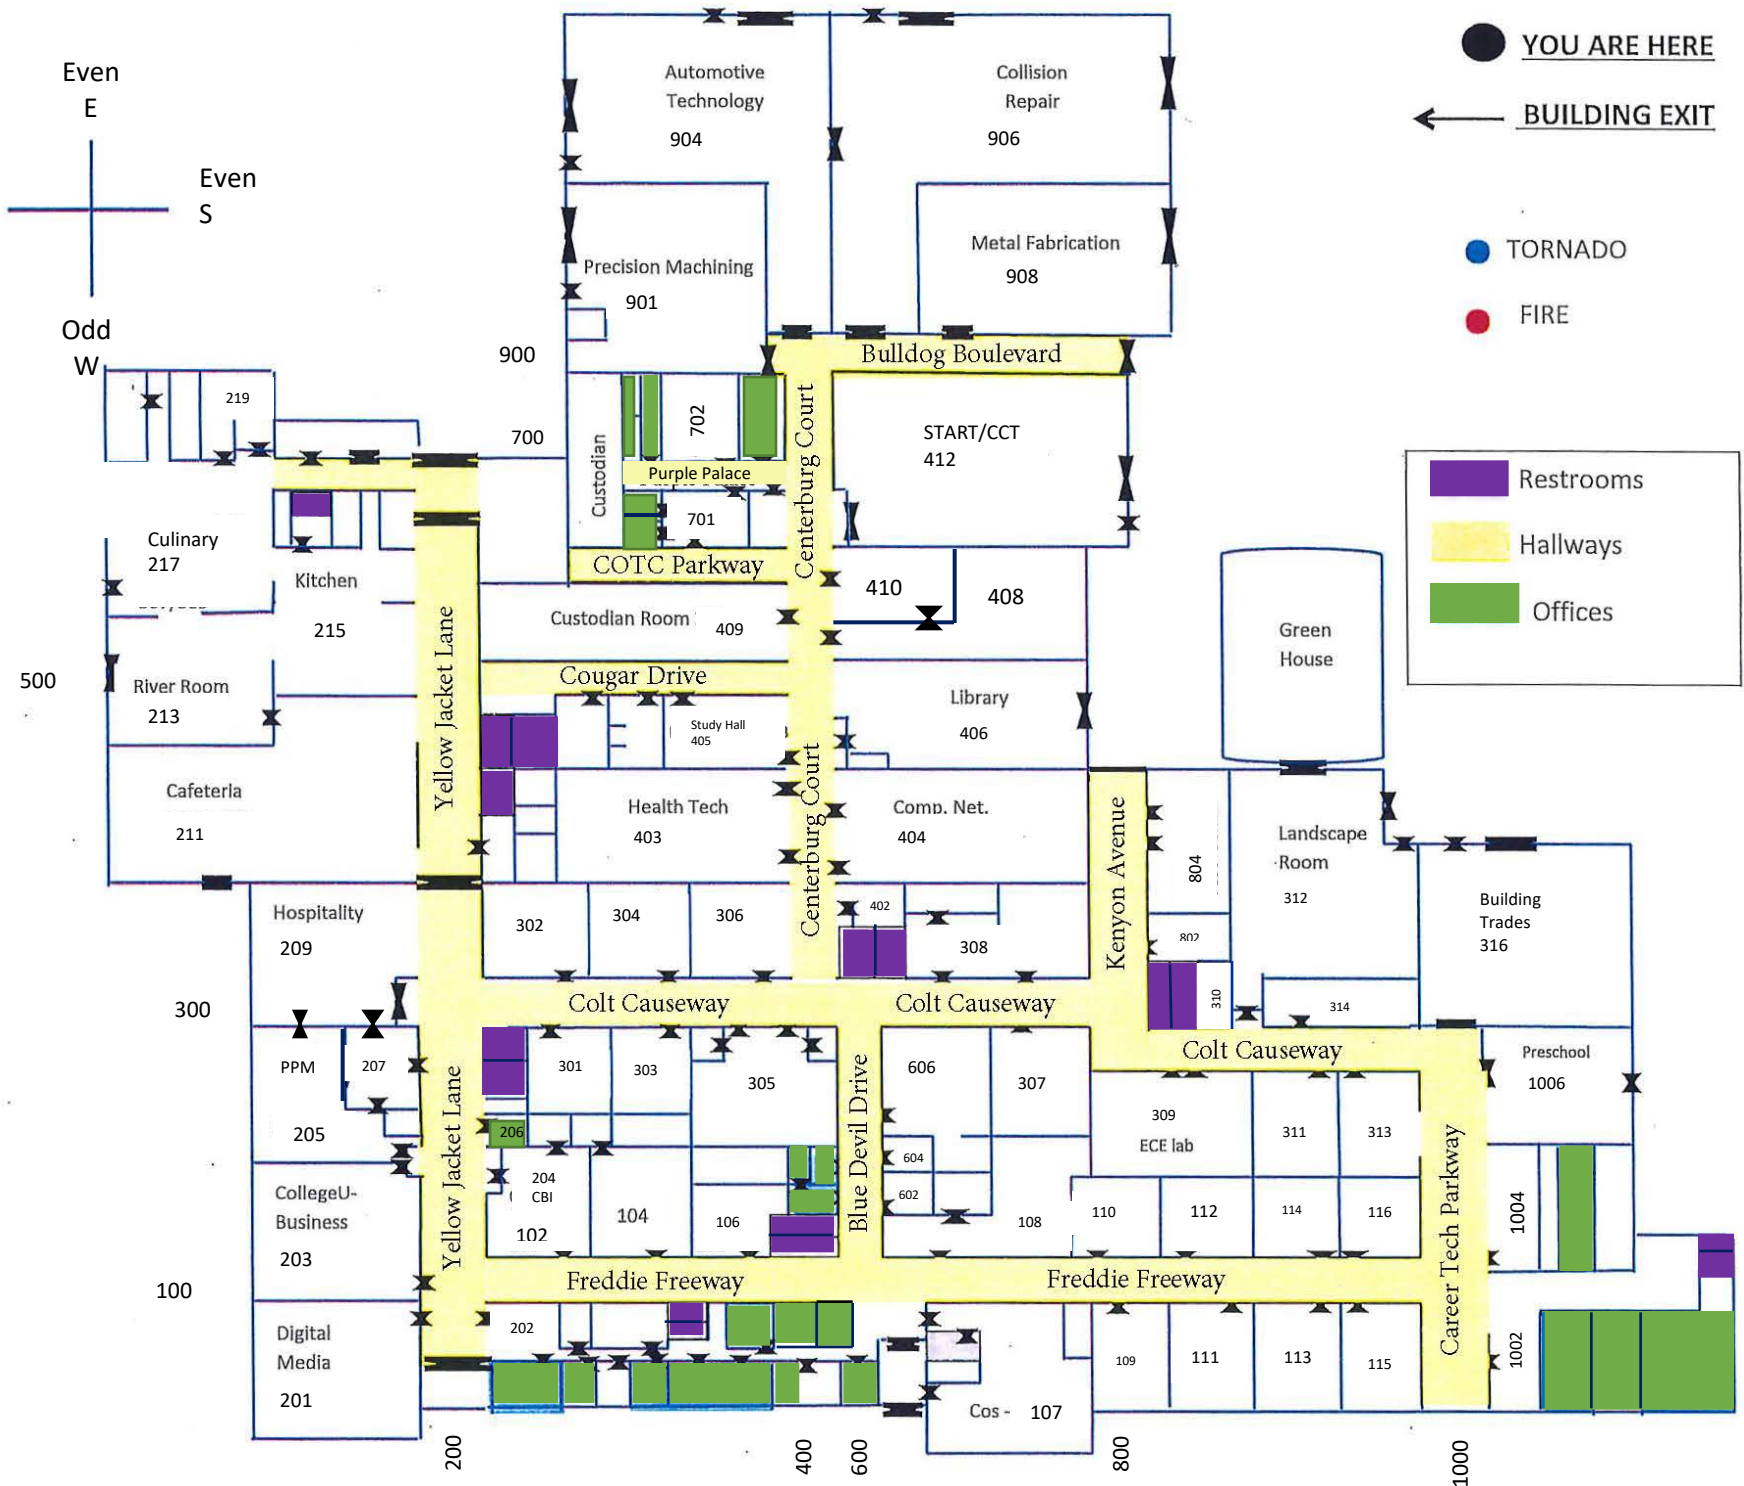 Even
E
Even
S
Odd
W
YOU ARE HERE
BUILDING EXIT
TORNADO
FIRE
Restrooms
Hallways
Offices
Automotive
Technology
904
Collision
Repair
906
Precision Machining
901
Metal Fabrication
908
900
Bulldog Boulevard
219
700
702
Custodian
Purple Palace
701
Centerburg Court
START/CCT
412
COTC Parkway
Culinary
217
Kitchen
215
410
408
Custodian Room
409
Yellow Jacket Lane
Green
House
500
River Room
213
Cougar Drive
Study Hall
405
Library
406
Cafeteria
211
Health Tech
403
Centerburg Court
Comp. Net.
404
Kenyon Avenue
804
Landscape
Room
312
Building
Trades
316
Hospitality
209
302
304
306
402
308
802
310
314
300
Colt Causeway
Colt Causeway
Colt Causeway
PPM
205
207
301
303
305
606
307
309
ECE lab
311
313
Preschool
1006
206
204
CBI
102
104
106
Blue Devil Drive
604
602
108
110
112
114
116
Career Tech Parkway
1004
CollegeU-
Business
203
Yellow Jacket Lane
100
Freddie Freeway
Freddie Freeway
Digital
Media
201
202
Cos - 107
109
111
113
115
1002
200
400
600
800
1000